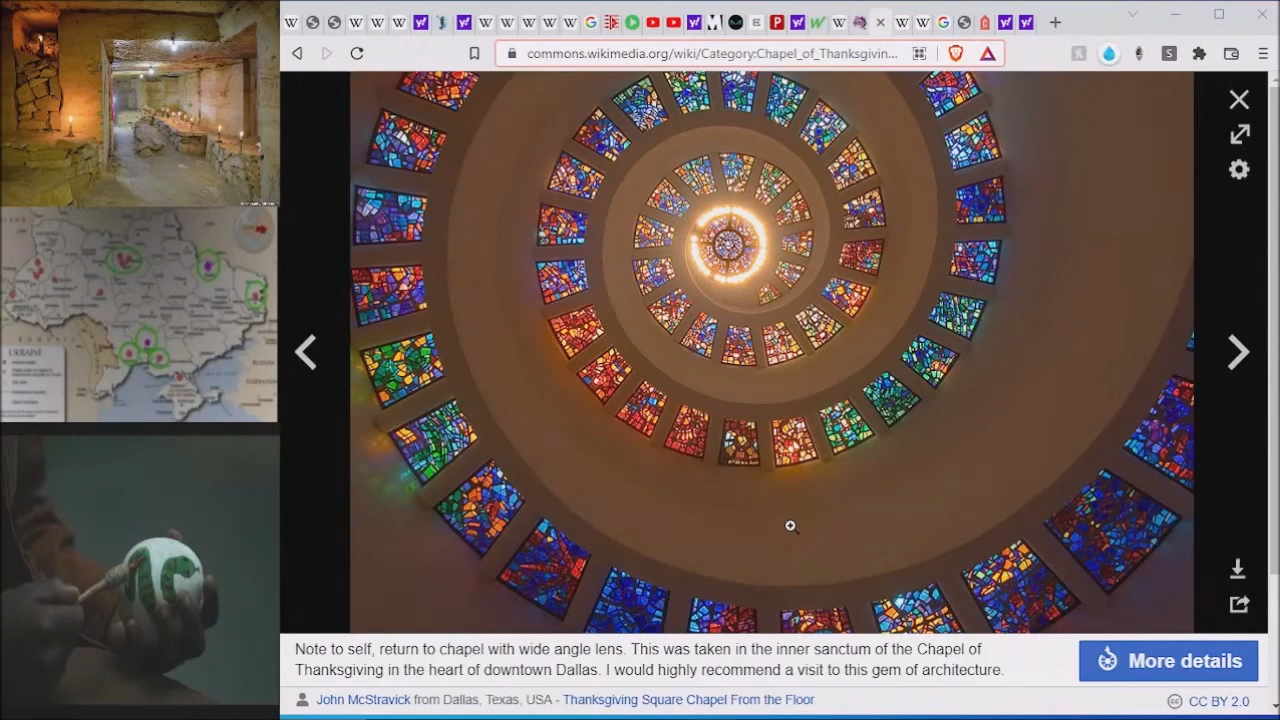 commons.wikimedia.org/wiki/Category:Chapel_of_Thanksgivin...
UKRAINE
Note to self, return to chapel with wide angle lens. This was taken in the inner sanctum of the Chapel of
Thanksgiving in the heart of downtown Dallas. I would highly recommend a visit to this gem of architecture.
More details
John McStravick from Dallas, Texas, USA - Thanksgiving Square Chapel From the Floor
CC BY 2.0